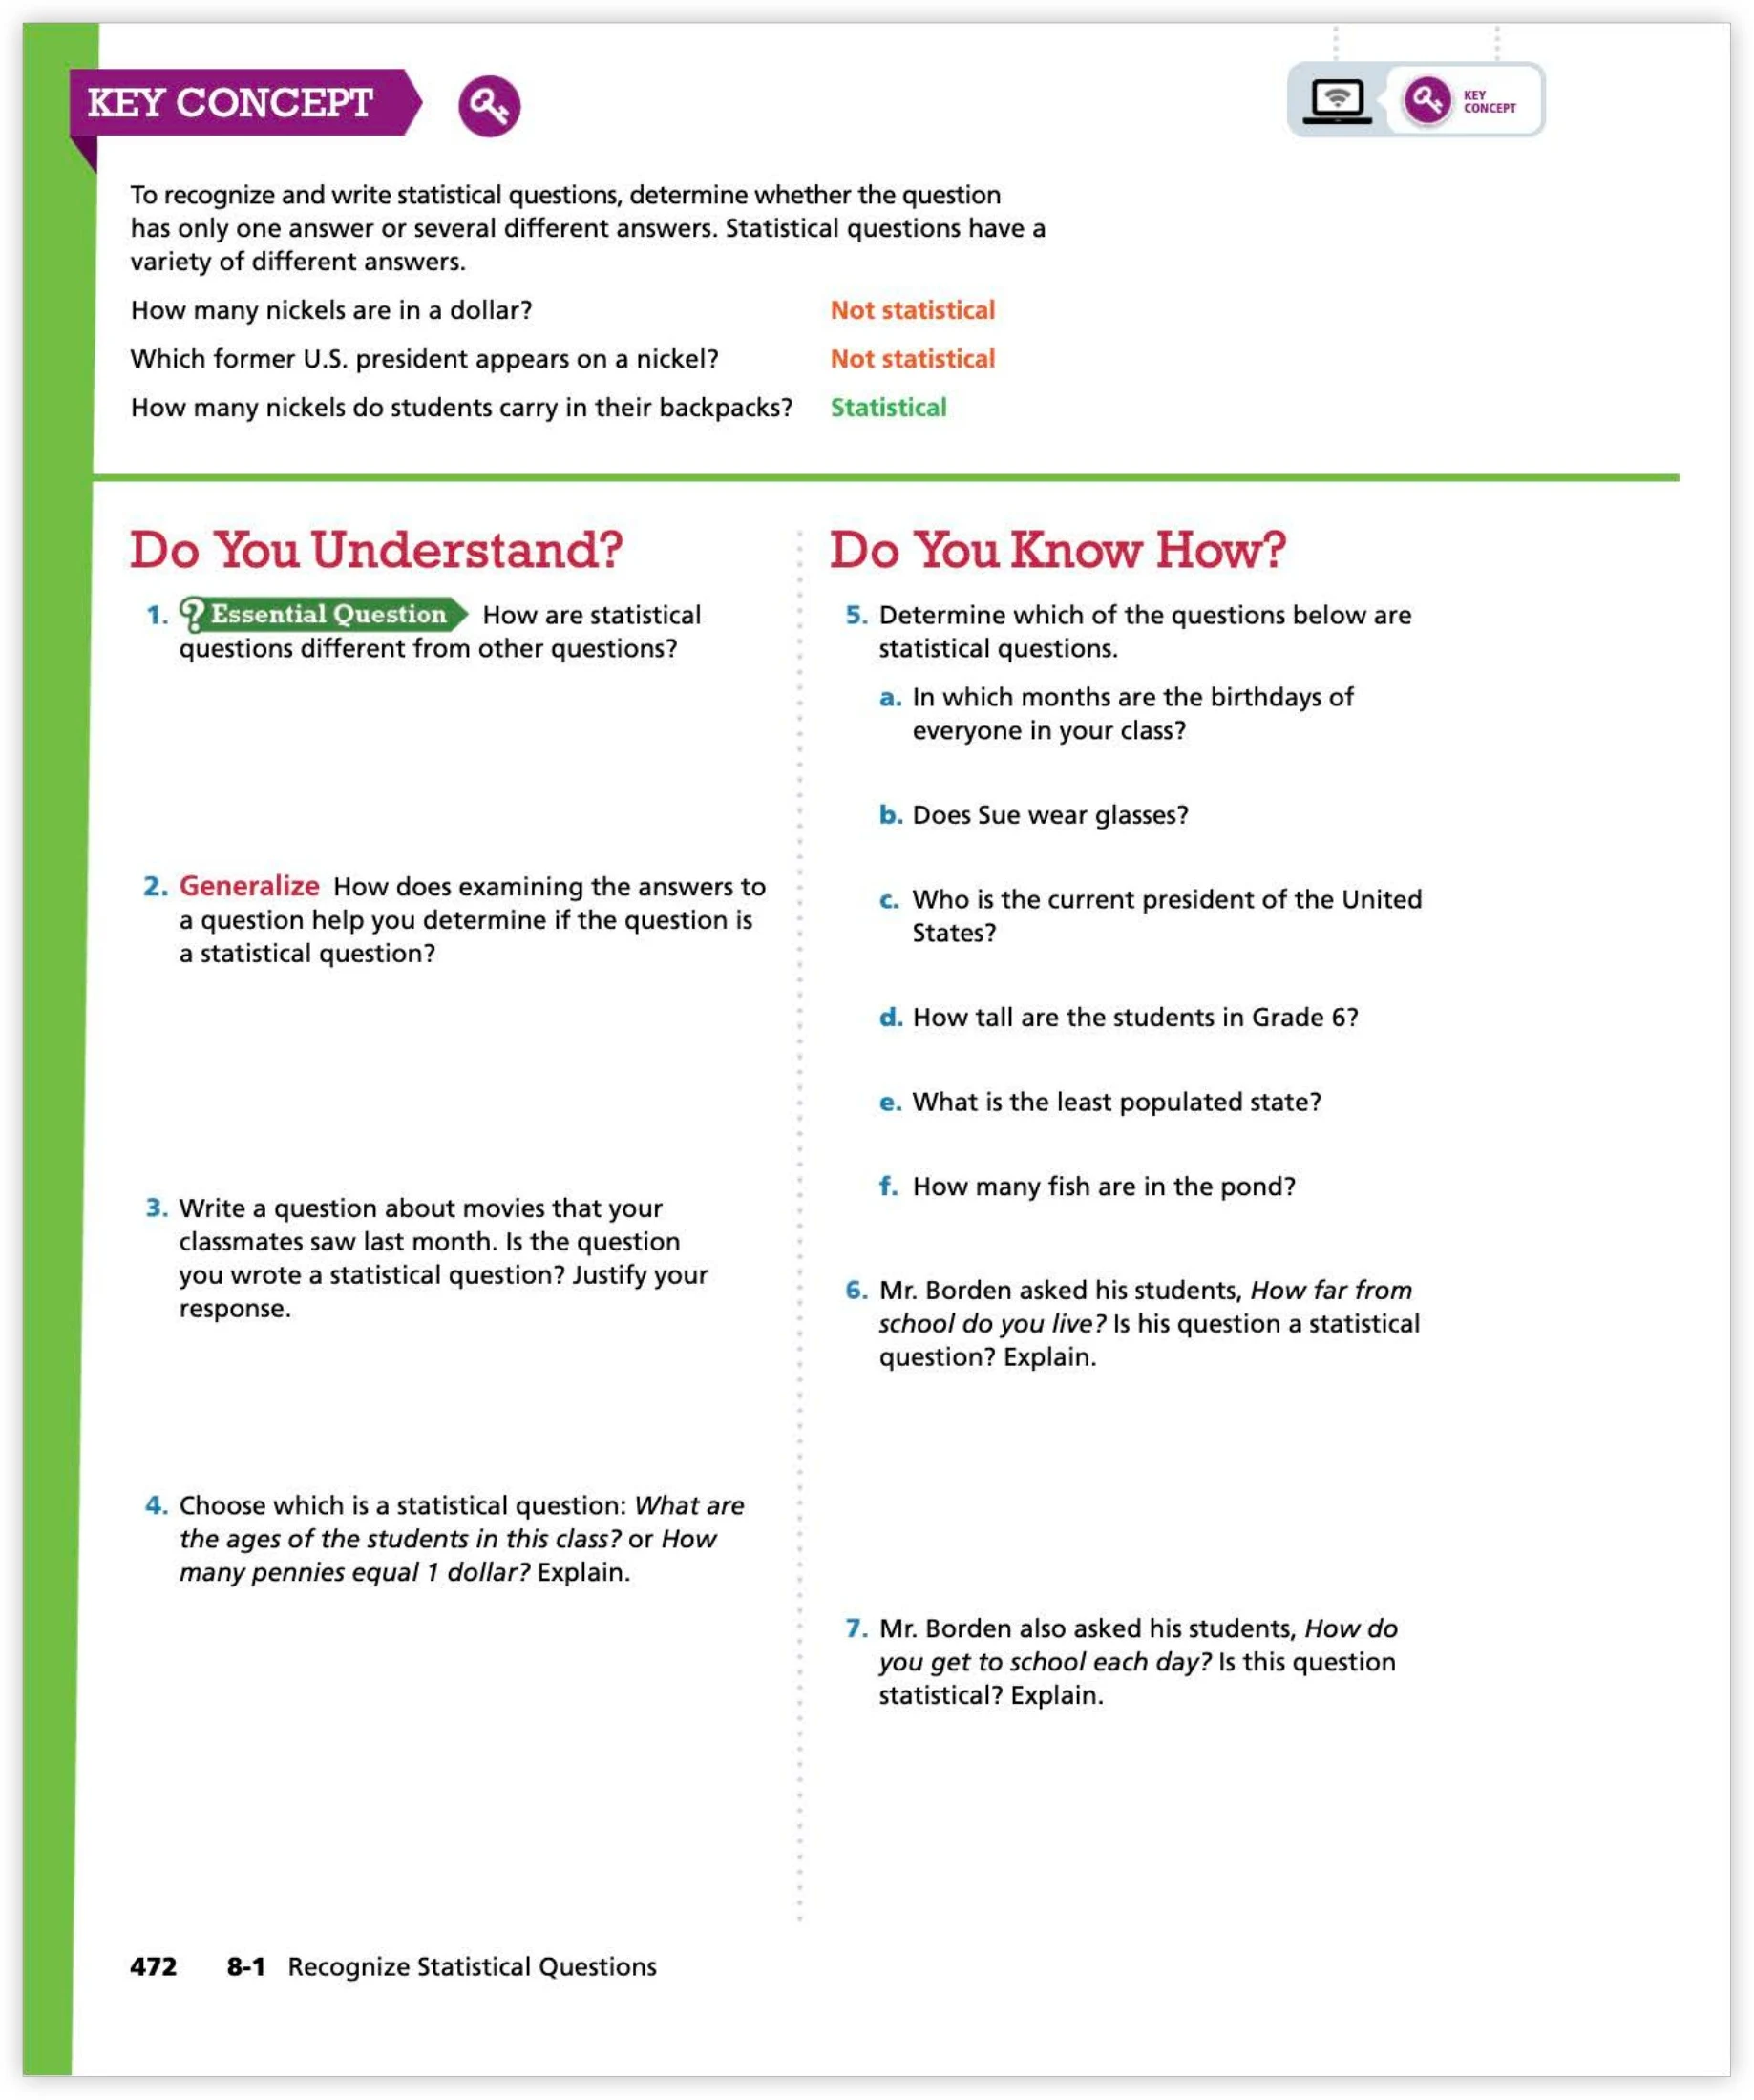 KEY CONCEPT
KEY
CONCEPT
To recognize and write statistical questions, determine whether the question
has only one answer or several different answers. Statistical questions have a
variety of different answers.
How many nickels are in a dollar? Not statistical
Which former U.S. president appears on a nickel? Not statistical
How many nickels do students carry in their backpacks? Statistical
Do You Understand?
1. ? Essential Question How are statistical
questions different from other questions?
2. Generalize How does examining the answers to
a question help you determine if the question is
a statistical question?
3. Write a question about movies that your
classmates saw last month. Is the question
you wrote a statistical question? Justify your
response.
4. Choose which is a statistical question: What are
the ages of the students in this class? or How
many pennies equal 1 dollar? Explain.
Do You Know How?
5. Determine which of the questions below are
statistical questions.
a. In which months are the birthdays of
everyone in your class?
b. Does Sue wear glasses?
c. Who is the current president of the United
States?
d. How tall are the students in Grade 6?
e. What is the least populated state?
f. How many fish are in the pond?
6. Mr. Borden asked his students, How far from
school do you live? Is his question a statistical
question? Explain.
7. Mr. Borden also asked his students, How do
you get to school each day? Is this question
statistical? Explain.
472 8-1 Recognize Statistical Questions